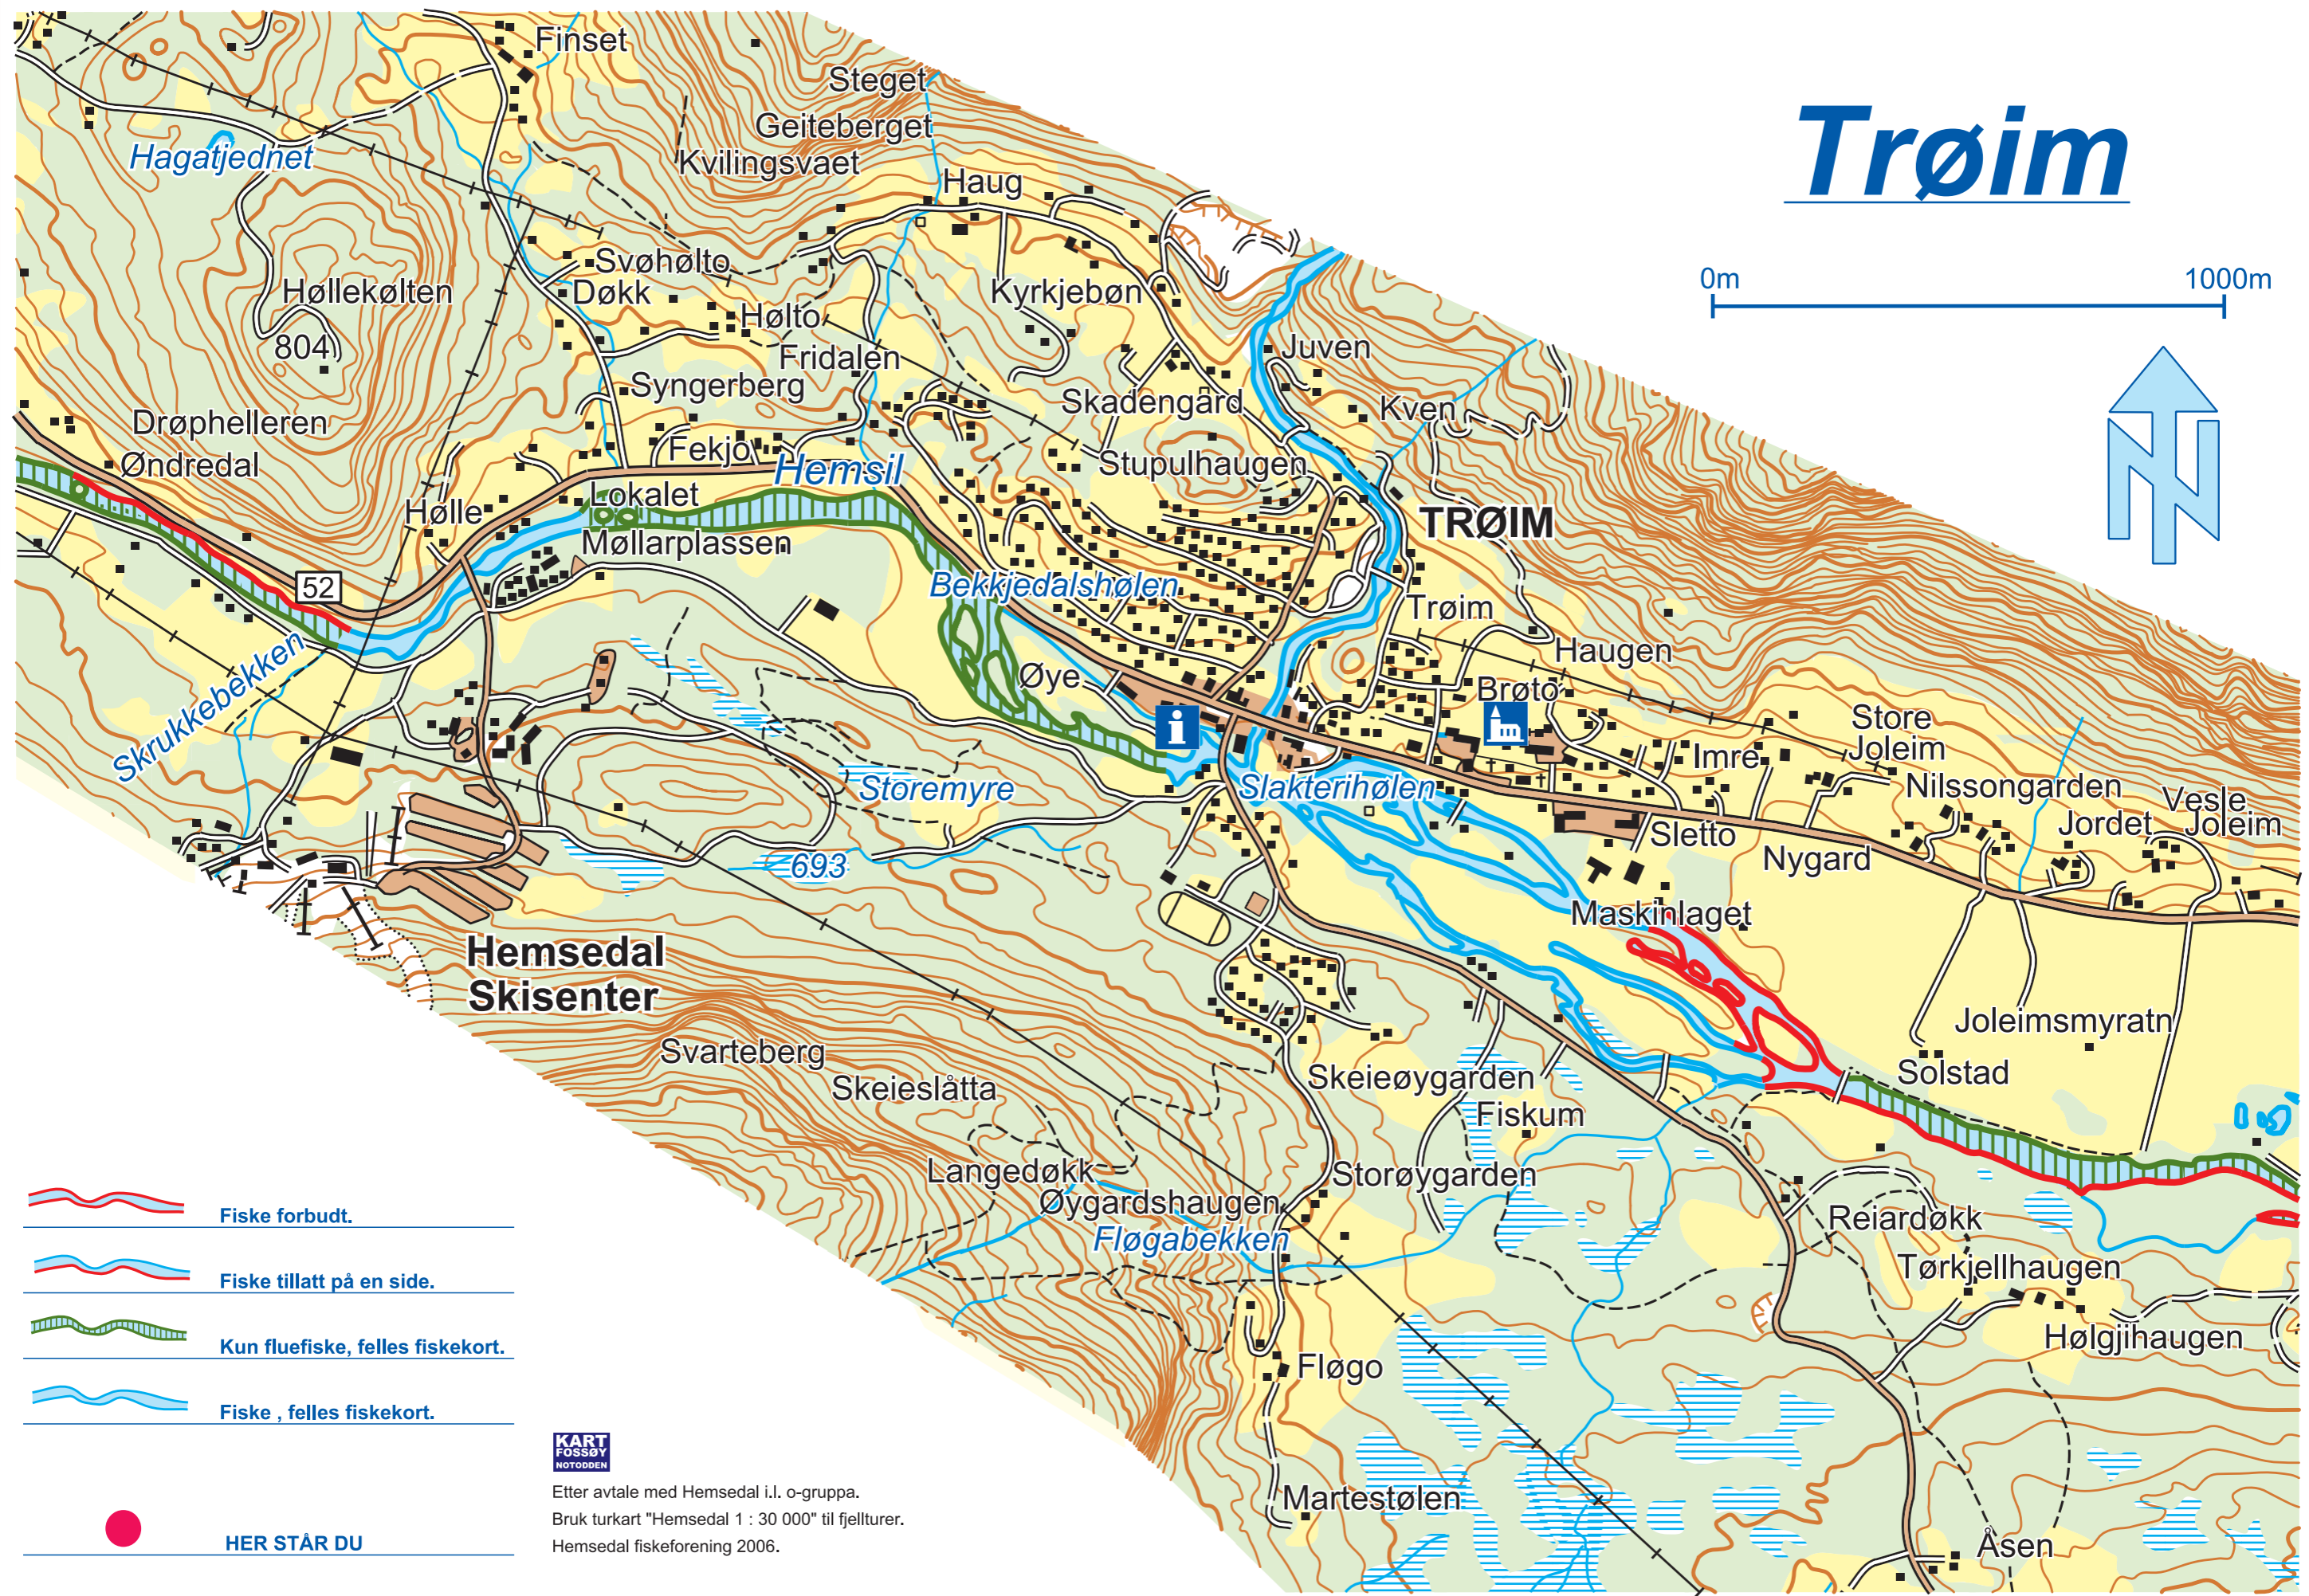 Trøim
0m
1000m
Finset
Steget
Geiteberget
Kvilingsvaet
Hagatjednet
Haug
Svøhølto
Døkk
Høllekølten
804
Kyrkjebøn
Hølto
Fridalen
Juven
Syngerberg
Skadengård
Kven
Drøphelleren
Øndredal
Fekjo
Hemsil
Stupulhaugen
Lokalet
Hølle
TRØIM
Møllarplassen
52
Bekkjedalshølen
Trøim
Haugen
Skrukkebekken
Øye
Brøto
Store
Joleim
Imre
Storemyre
Slakterihølen
Nilssongarden
Vesle
Joleim
Jordet
Sletto
Nygard
693
Maskinlaget
Hemsedal
Skisenter
Joleimsmyratn
Svarteberg
Skeieslåtta
Skeieøygarden
Solstad
Fiskum
Langedøkk
Storøygarden
Øygardshaugen
Fløgabekken
Reiardøkk
Tørkjellhaugen
Hølgjihaugen
Fløgo
Martestølen
Åsen
Fiske forbudt.
Fiske tillatt på en side.
Kun fluefiske, felles fiskekort.
Fiske , felles fiskekort.
HER STÅR DU
KART
FOSSØY
NOTODDEN
Etter avtale med Hemsedal i.l. o-gruppa.
Bruk turkart "Hemsedal 1 : 30 000" til fjellturer.
Hemsedal fiskeforening 2006.